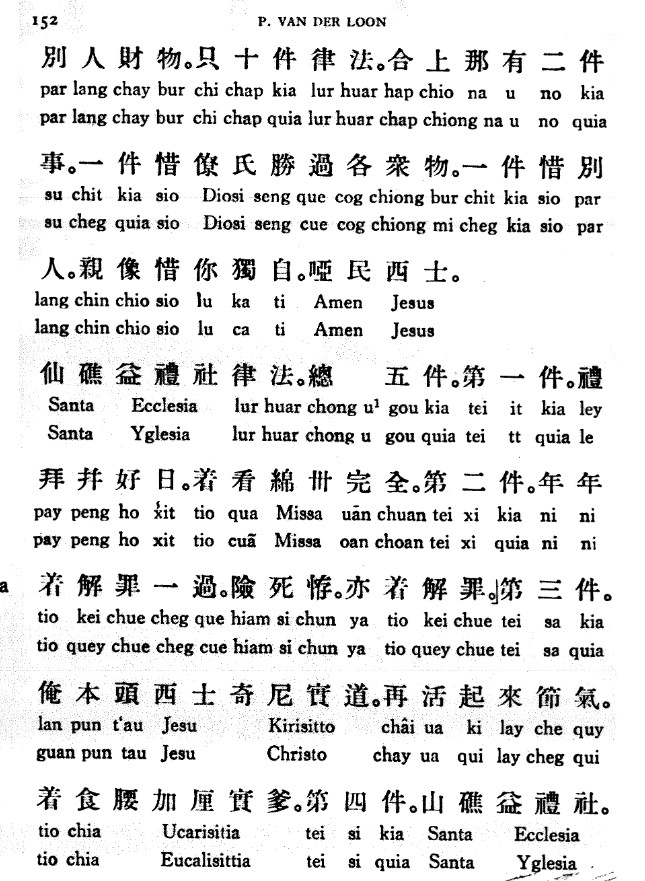 152 P. VAN DER LOON
別人財物。只十件律法。合上那有二件
par lang chay bur chi chap kia lur huar hap chio na u no kia
par lang chay bur chi chap quia lur huar chap chiong na u no quia
事。一件惜僚氏勝過各衆物。一件惜別
su chit kia sio Diosi seng que cog chiong bur chit kia sio par
su cheg quia sio Diosi seng cue cog chiong mi cheg kia sio par
人。親像惜你獨自。啞民西士。
lang chin chio sio lu ka ti Amen Jesus
lang chin chio sio lu ca ti Amen Jesus
仙礁益禮社律法。總 五件。第一件。禮
Santa Ecclesia lur huar chong u¹ gou kia tei it kia ley
Santa Yglesia lur huar chong u gou quia tei tt quia le
拜幷好日。着看綿卅完全。第二件。年年
pay peng ho xit tio qua Missa uān chuan tei xi kia ni ni
pay peng ho xit tio cuã Missa oan choan tei xi quia ni ni
a 着解罪一過。險死㝯。亦着解罪。第三件。
tio kei chue cheg que hiam si chun ya tio kei chue tei sa kia
tio quey chue cheg cue hiam si chun ya tio quey chue tei sa quia
俺本頭西士奇尼實道。再活起來節氣。
lan pun t'au Jesu Kirisitto châi ua ki lay che quy
guan pun tau Jesu Christo chay ua qui lay cheg qui
着食腰加厘實爹。第四件。山礁益禮社。
tio chia Ucarisitia tei si kia Santa Ecclesia
tio chia Eucalisittia tei si quia Santa Yglesia